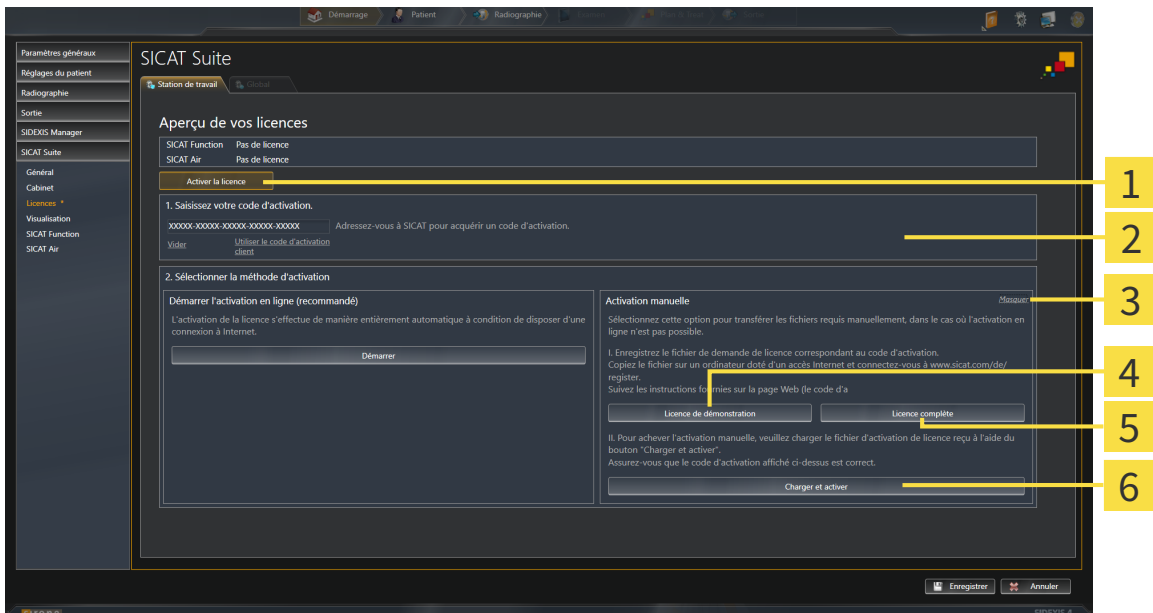 Démarrage
Patient
Radiographie
Paramètres généraux
Réglages du patient
Radiographie
Sortie
SIDEXIS Manager
SICAT Suite
Général
Cabinet
Licences *
Visualisation
SICAT Function
SICAT Air
SICAT Suite
Station de travail
Global
Aperçu de vos licences
SICAT Function Pas de licence
SICAT Air Pas de licence
Activer la licence
1. Saisissez votre code d'activation.
XXXXX-XXXXX-XXXXX-XXXXX-XXXXX Adressez-vous à SICAT pour acquérir un code d'activation.
Vider
Utiliser le code d'activation
client
2. Sélectionner la méthode d'activation
Démarrer l'activation en ligne (recommandé)
L'activation de la licence s'effectue de manière entièrement automatique à condition de disposer d'une
connexion à Internet.
Démarrer
Activation manuelle
Masquer
Sélectionnez cette option pour transférer les fichiers requis manuellement, dans le cas où l'activation en
ligne n'est pas possible.
I. Enregistrez le fichier de demande de licence correspondant au code d'activation.
Copiez le fichier sur un ordinateur doté d'un accès Internet et connectez-vous à www.sicat.com/de/
register.
Suivez les instructions fournies sur la page Web (le code d'a
Licence de démonstration
Licence complète
II. Pour achever l'activation manuelle, veuillez charger le fichier d'activation de licence reçu à l'aide du
bouton "Charger et activer".
Assurez-vous que le code d'activation affiché ci-dessus est correct.
Charger et activer
Enregistrer
Annuler
1
2
3
4
5
6